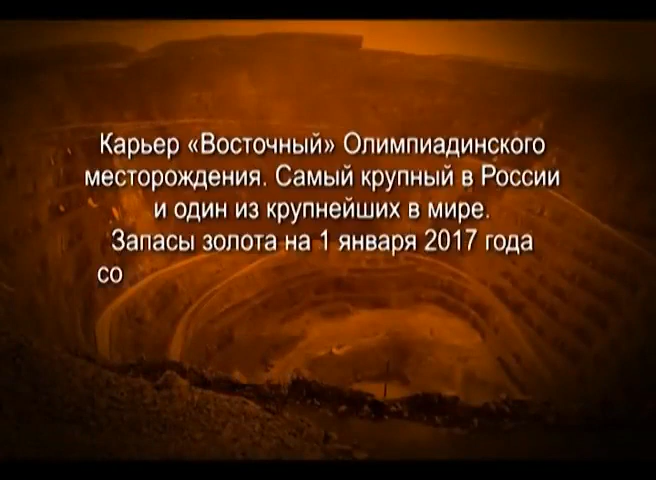 Карьер «Восточный» Олимпиадинского
месторождения. Самый крупный в России
и один из крупнейших в мире.
Запасы золота на 1 января 2017 года
со